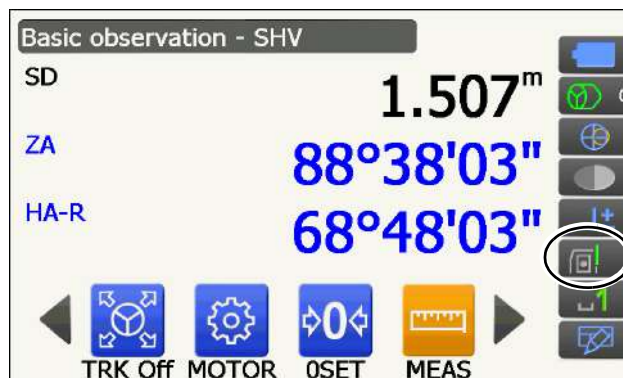 Basic observation - SHV
SD
1.507m
ZA
88°38'03"
HA-R
68°48'03"
0
TRK Off MOTOR 0SET MEAS